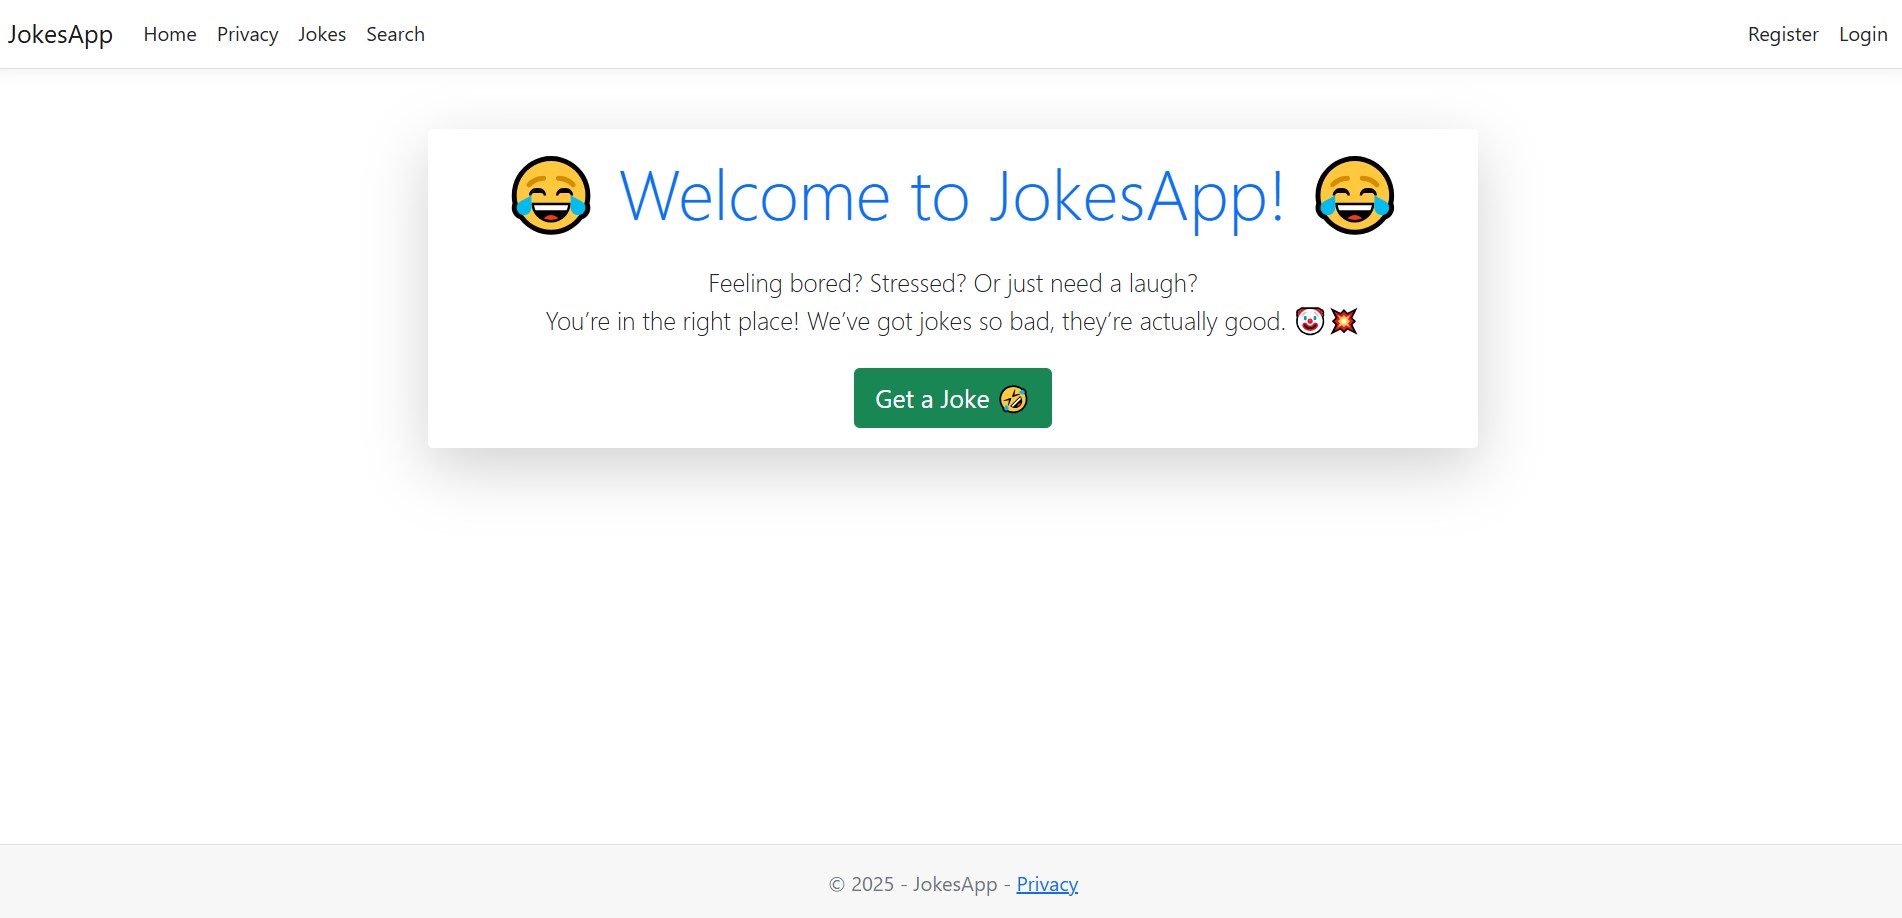 JokesApp Home Privacy Jokes Search Register Login
😂 Welcome to JokesApp! 😂
Feeling bored? Stressed? Or just need a laugh?
You’re in the right place! We’ve got jokes so bad, they’re actually good. 🤡💥
Get a Joke 🤣
© 2025 - JokesApp - Privacy